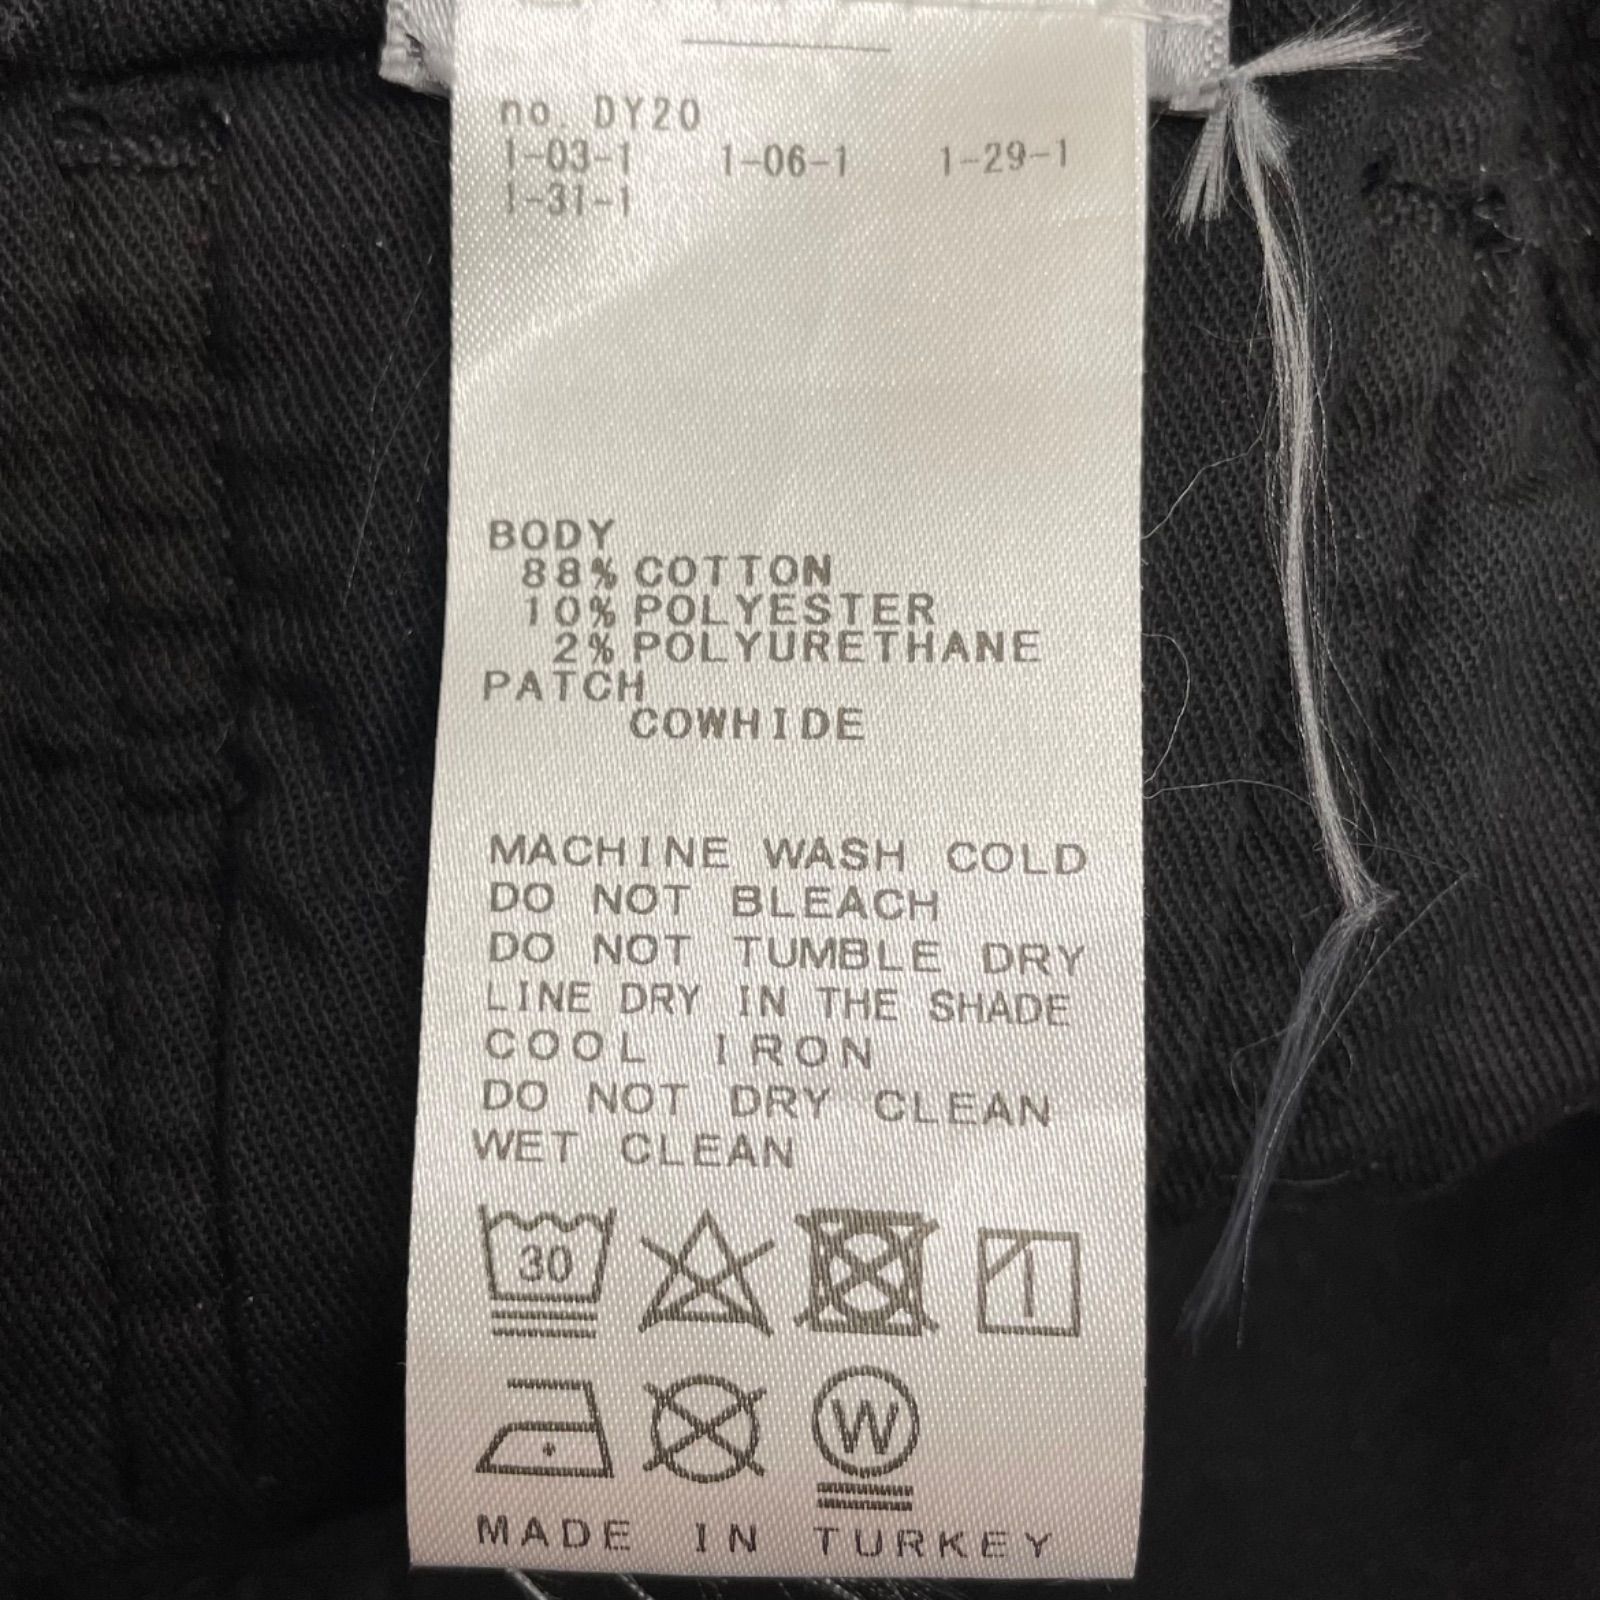 no. DY20
1-03-1 1-06-1 1-29-1
1-31-1
BODY
88% COTTON
10% POLYESTER
2% POLYURETHANE
PATCH
COWHIDE
MACHINE WASH COLD
DO NOT BLEACH
DO NOT TUMBLE DRY
LINE DRY IN THE SHADE
COOL IRON
DO NOT DRY CLEAN
WET CLEAN
30
W
MADE IN TURKEY